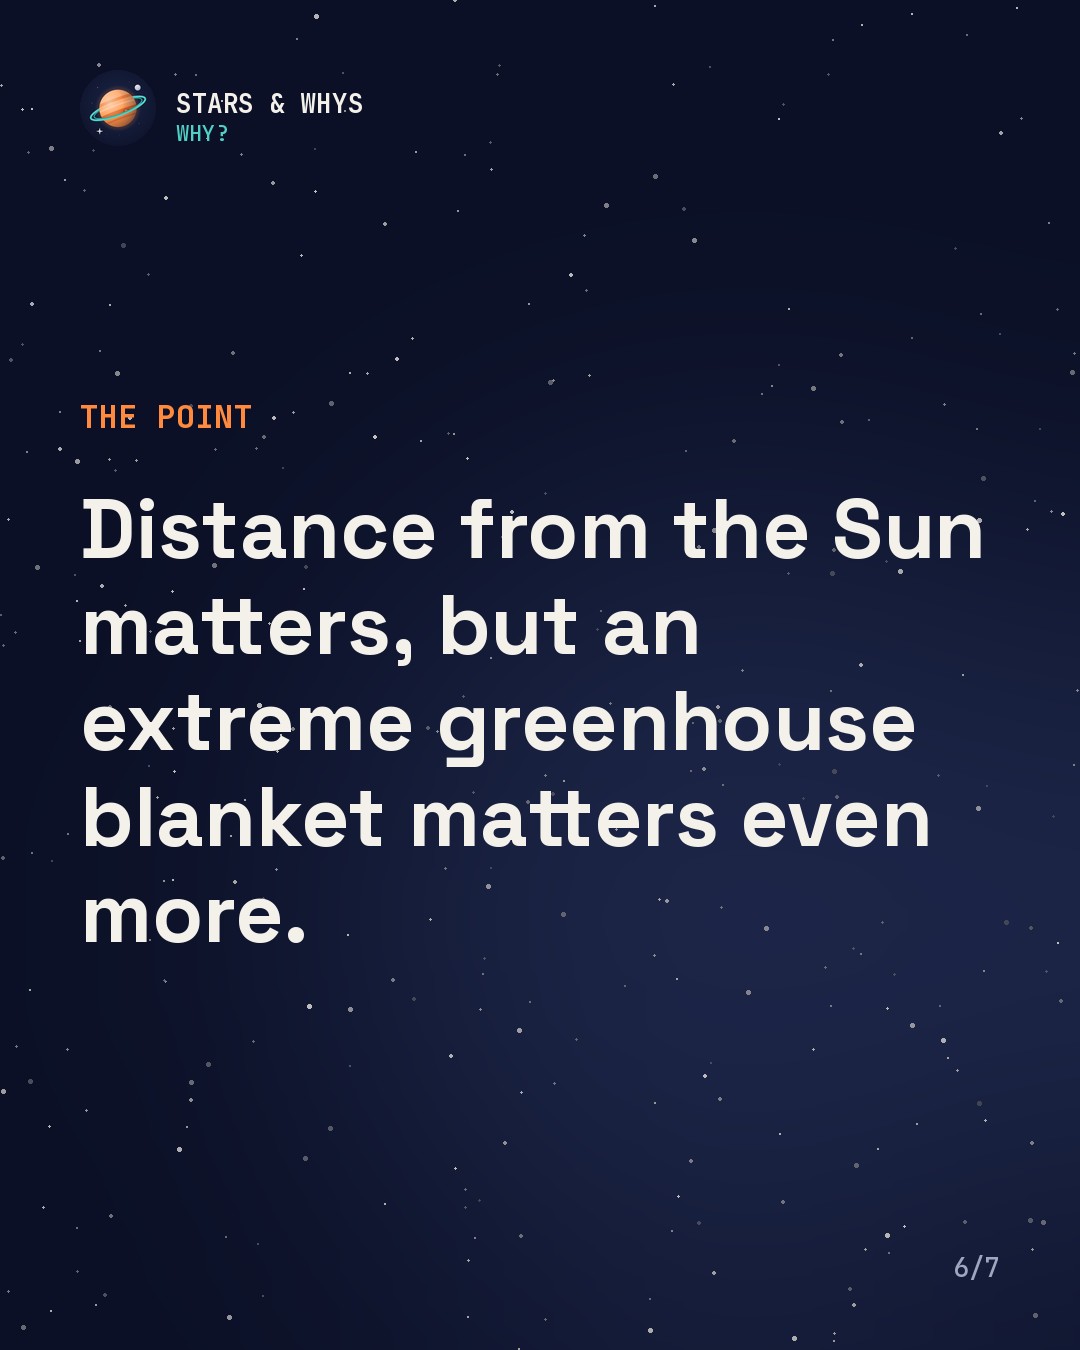 STARS & WHYS
WHY?
THE POINT
Distance from the Sun
matters, but an
extreme greenhouse
blanket matters even
more.
6/7